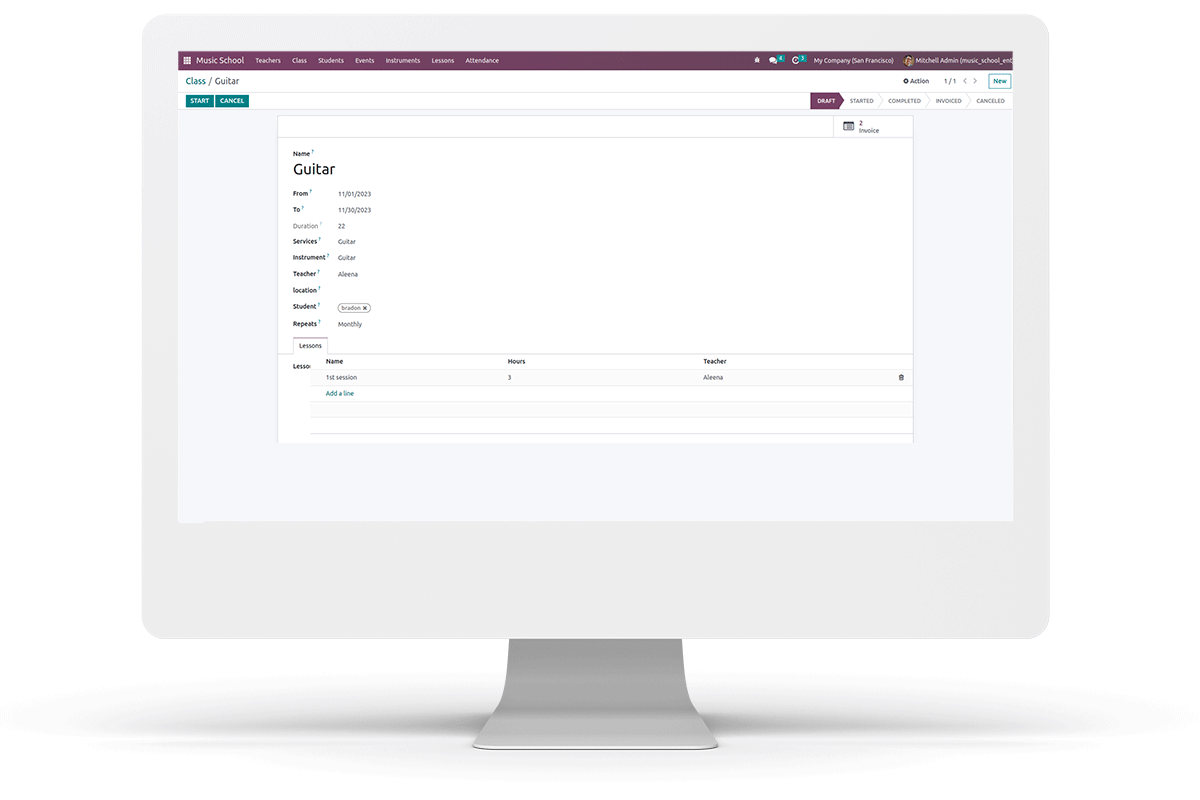 Music School Teachers Class Students Events Instruments Lessons Attendance 4 3 My Company (San Francisco) Mitchell Admin (music_school_ent
Class / Guitar Action 1 / 1 New
START CANCEL DRAFT STARTED COMPLETED INVOICED CANCELED
2
Invoice
Name ?
Guitar
From ? 11/01/2023
To ? 11/30/2023
Duration ? 22
Services ? Guitar
Instrument ? Guitar
Teacher ? Aleena
location ?
Student ? bradon ×
Repeats ? Monthly
Lessons
Lesso Name Hours Teacher
1st session 3 Aleena
Add a line